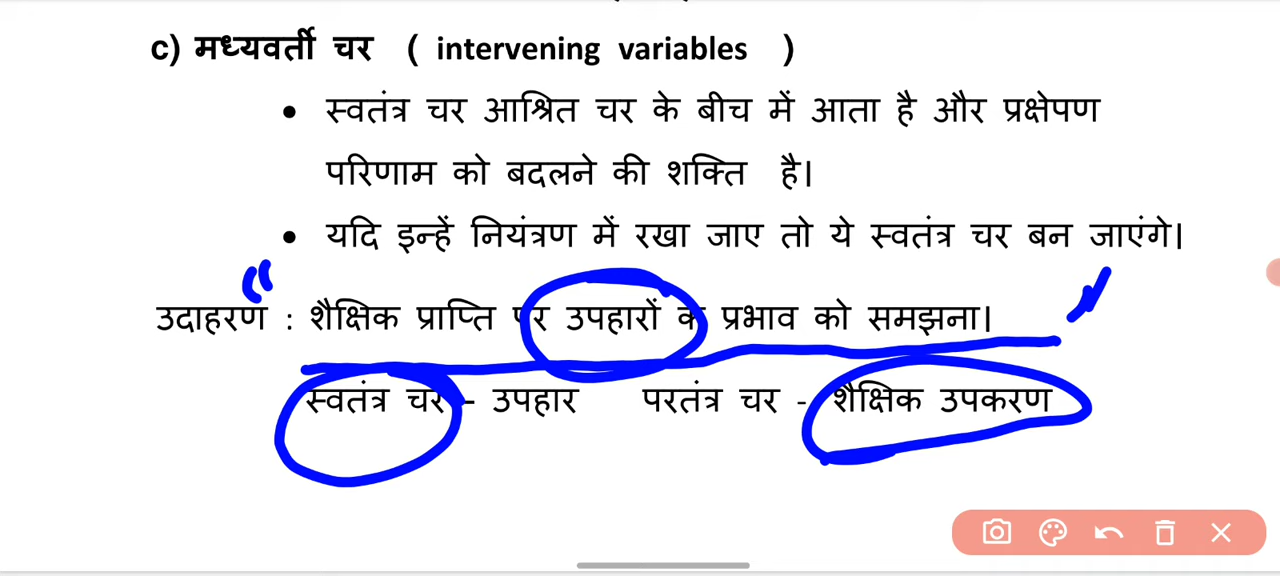 c) मध्यवर्ती चर ( intervening variables )
• स्वतंत्र चर आश्रित चर के बीच में आता है और प्रक्षेपण
परिणाम को बदलने की शक्ति है।
• यदि इन्हें नियंत्रण में रखा जाए तो ये स्वतंत्र चर बन जाएंगे।
उदाहरण : शैक्षिक प्राप्ति पर उपहारों के प्रभाव को समझना।
स्वतंत्र चर – उपहार परतंत्र चर - शैक्षिक उपकरण